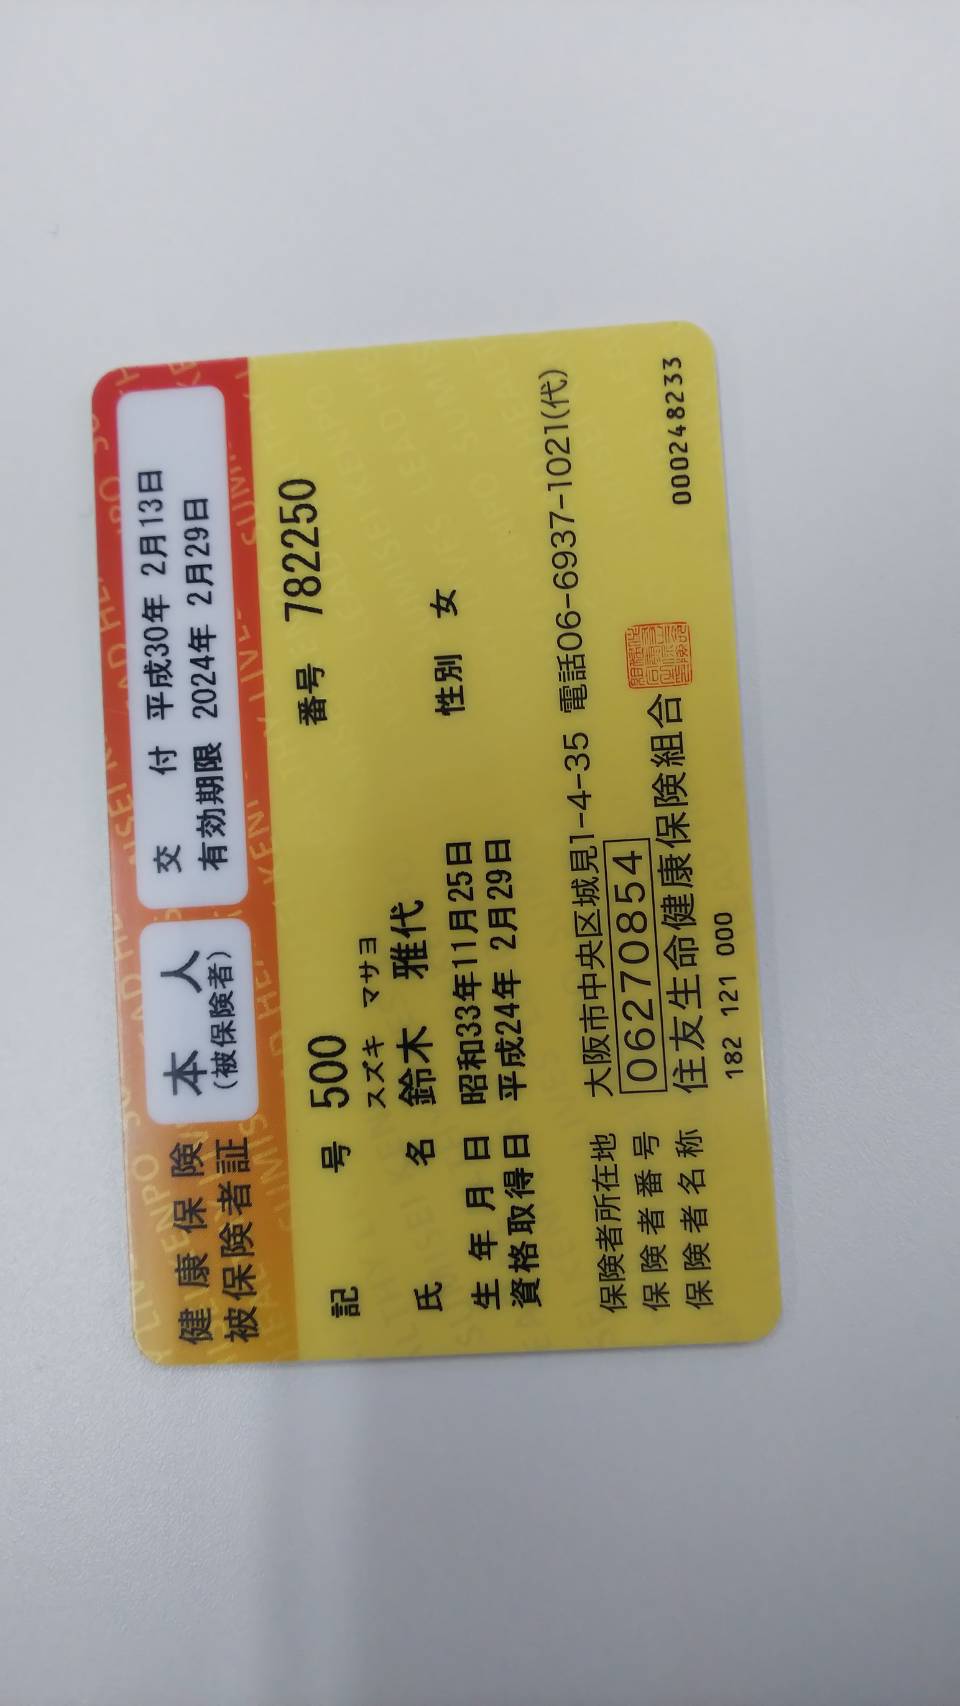 健康保険
被保険者証
本人
(被保険者)
交付 平成30年 2月13日
有効期限 2024年 2月29日
記号 500 番号 782250
スズキ マサヨ
氏名 鈴木 雅代
生年月日 昭和33年11月25日 性別 女
資格取得日 平成24年 2月29日
保険者所在地 大阪市中央区城見1-4-35 電話06-6937-1021(代)
保険者番号 06270854
保険者名称 住友生命健康保険組合
182 121 000
000248233